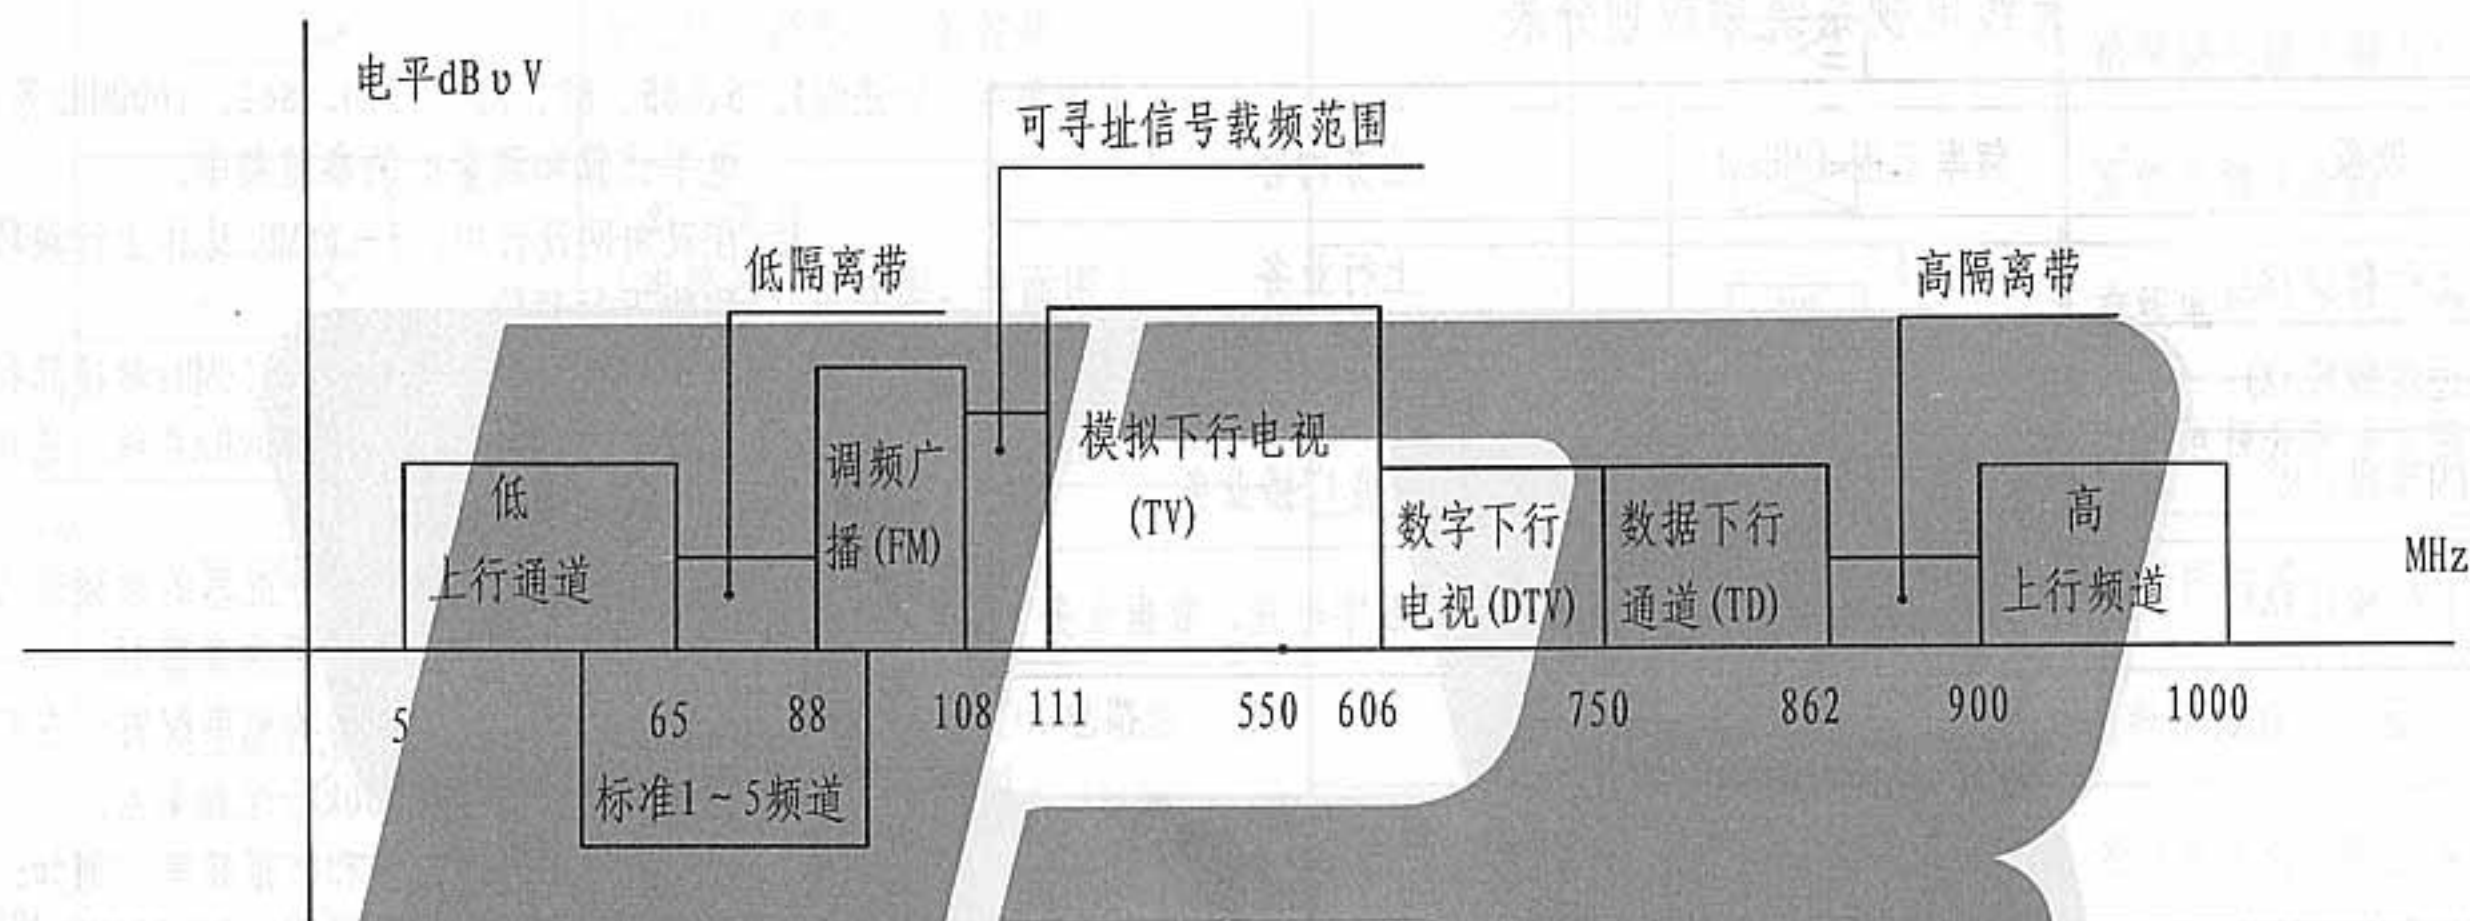 电平dBυV
可寻址信号载频范围
低隔离带
高隔离带
低
上行通道
调频广
播(FM)
模拟下行电视
(TV)
数字下行
电视(DTV)
数据下行
通道(TD)
高
上行频道
MHz
5
65
88
108
111
550
606
750
862
900
1000
标准1~5频道